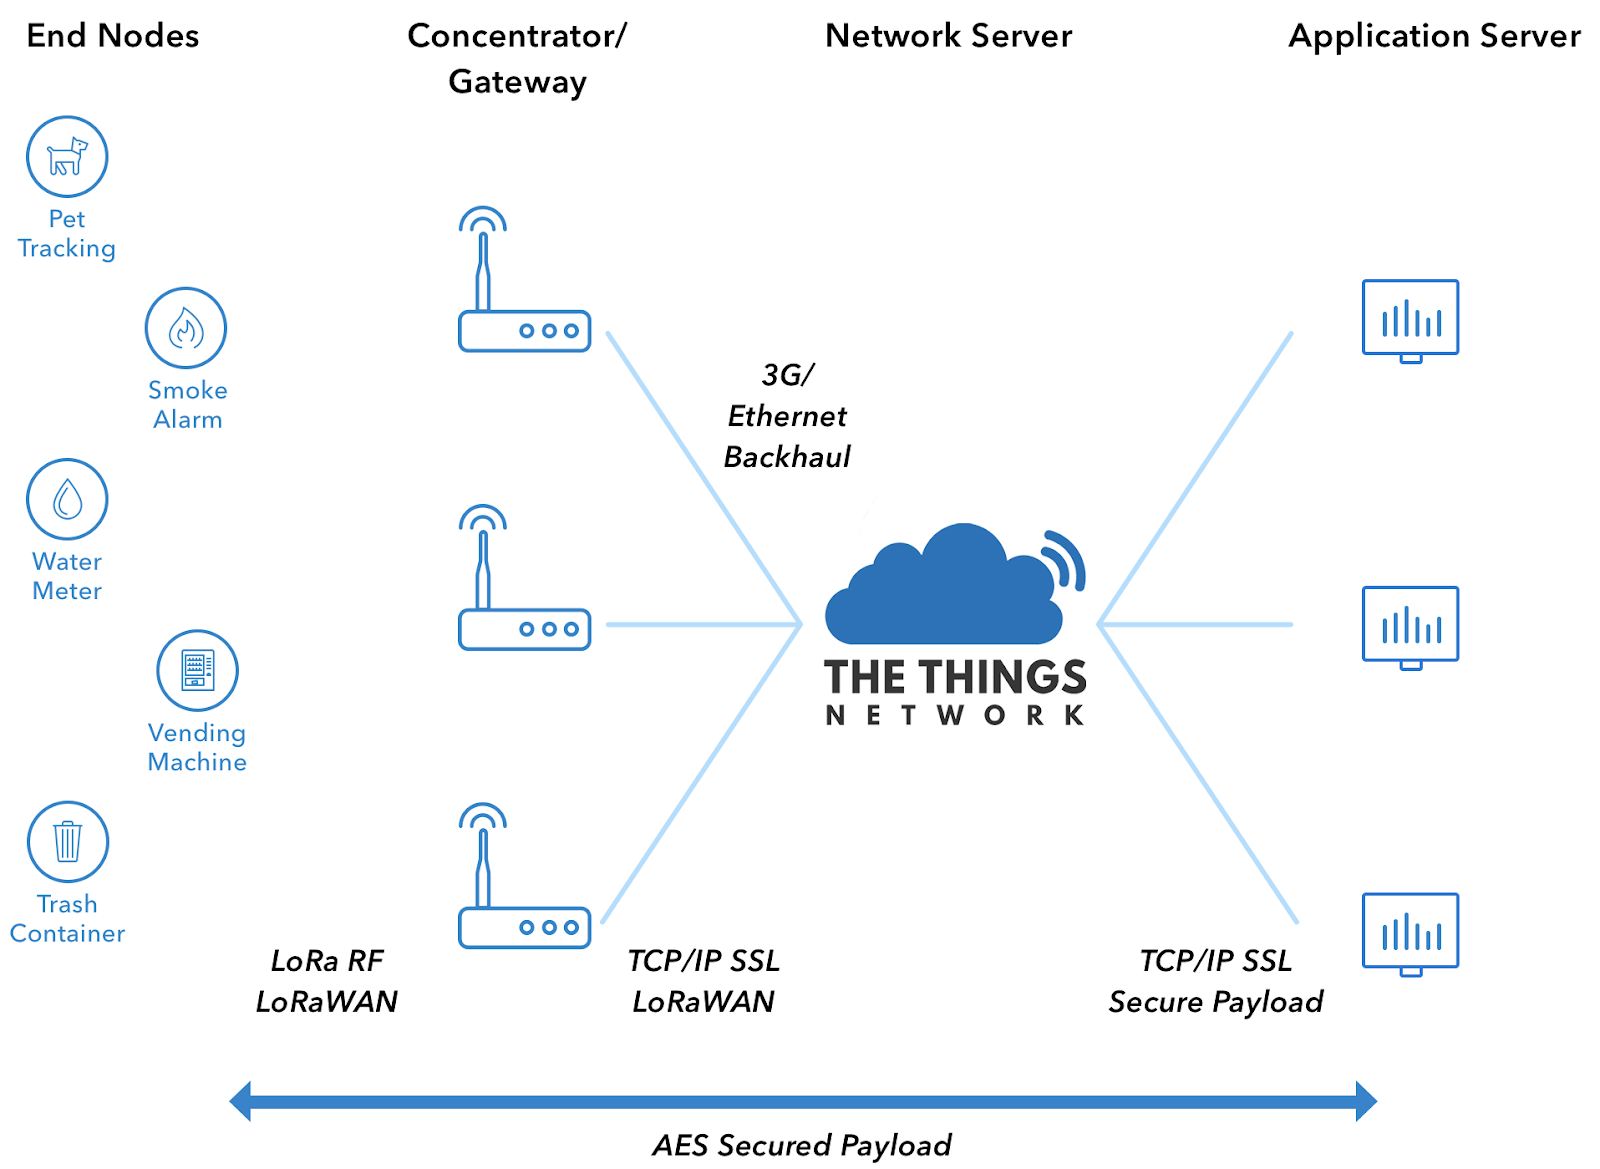 End Nodes
Concentrator/
Gateway
Network Server
Application Server
Pet
Tracking
Smoke
Alarm
Water
Meter
Vending
Machine
Trash
Container
3G/
Ethernet
Backhaul
THE THINGS
NETWORK
LoRa RF
LoRaWAN
TCP/IP SSL
LoRaWAN
TCP/IP SSL
Secure Payload
AES Secured Payload